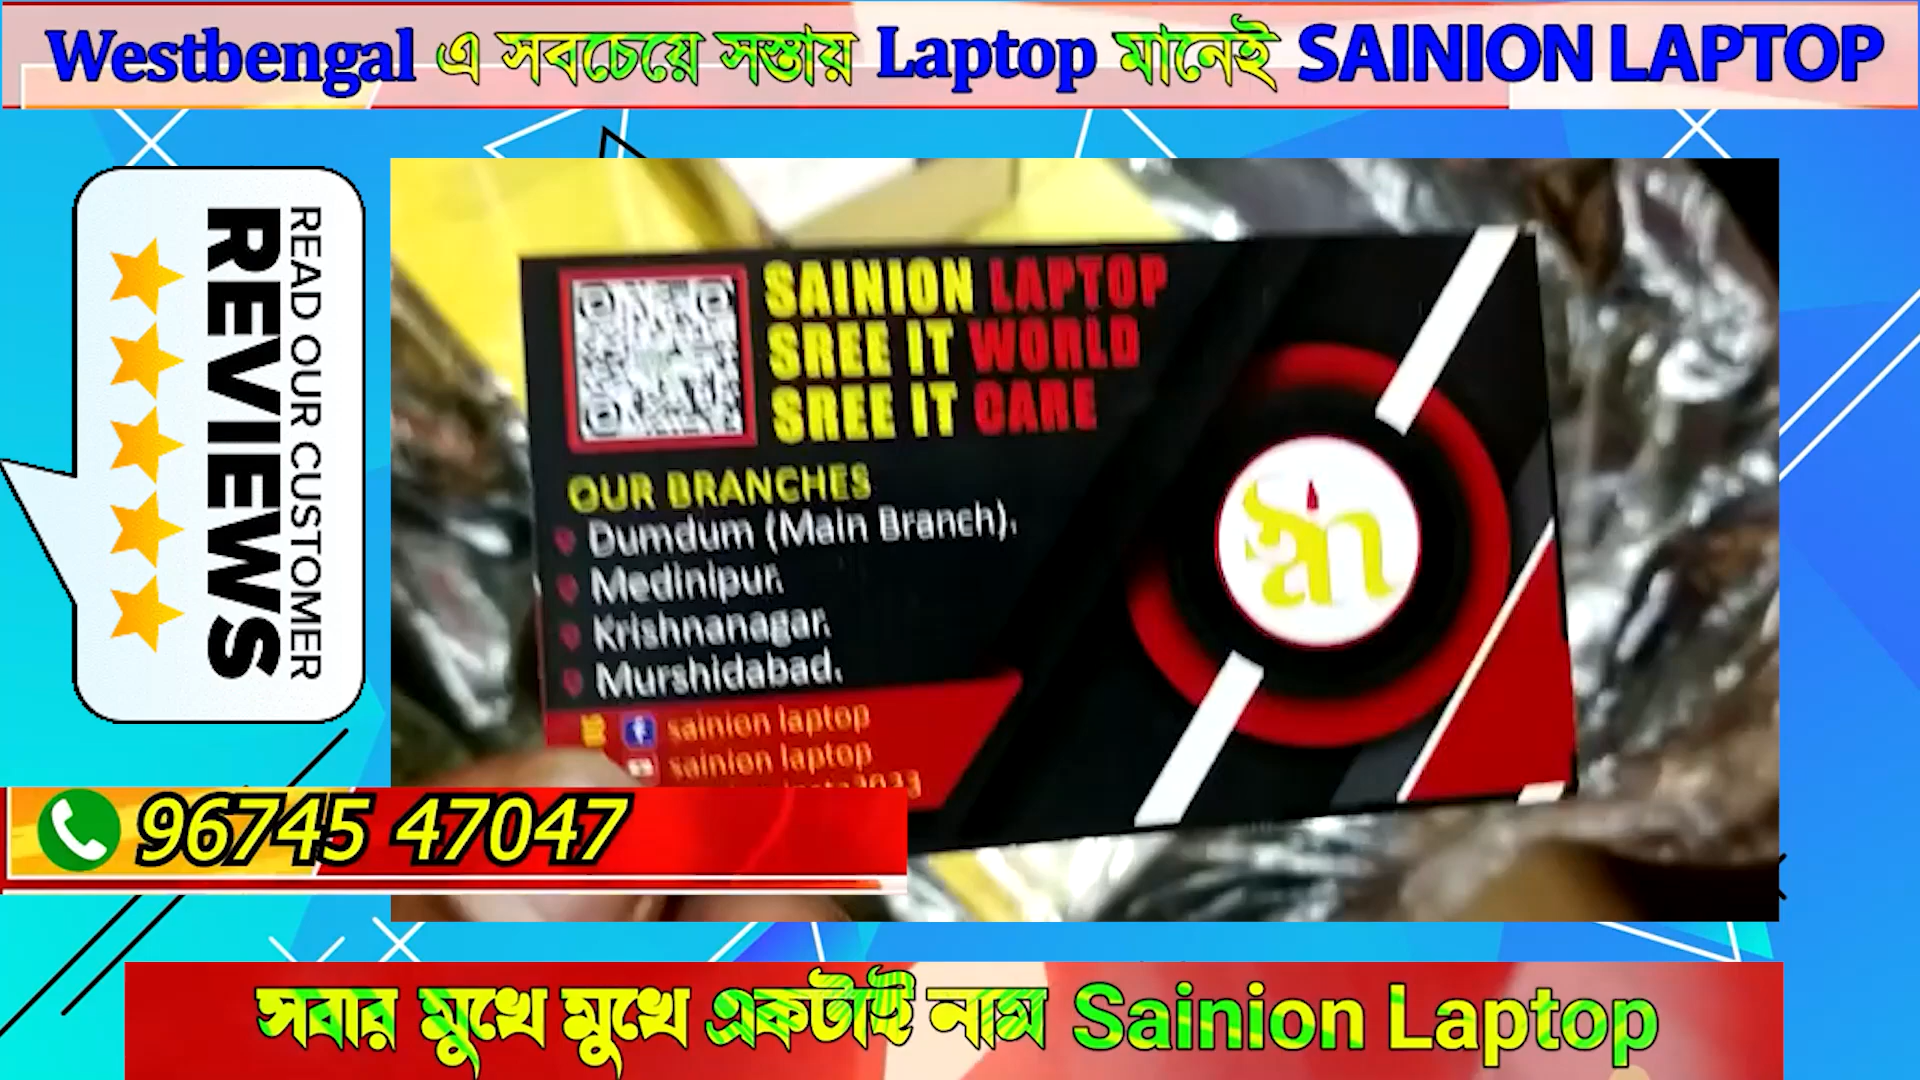 Westbengal এ সবচেয়ে সস্তায় Laptop মানেই SAINION LAPTOP
READ OUR CUSTOMER
REVIEWS
SAINION LAPTOP
SREE IT WORLD
SREE IT CARE
OUR BRANCHES
Dumdum (Main Branch).
Medinipur.
Krishnanagar.
Murshidabad.
sainion laptop
sainion laptop
96745 47047
সবার মুখে মুখে একটাই নাম Sainion Laptop